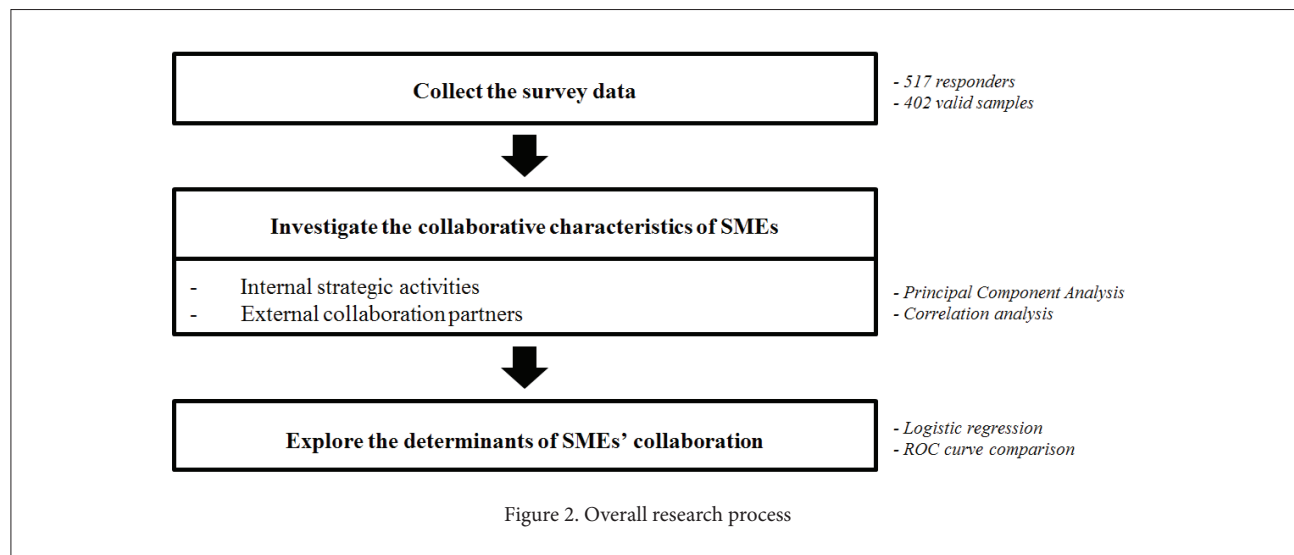 Collect the survey data
- 517 responders
- 402 valid samples
Investigate the collaborative characteristics of SMEs
- Internal strategic activities
- External collaboration partners
- Principal Component Analysis
- Correlation analysis
Explore the determinants of SMEs’ collaboration
- Logistic regression
- ROC curve comparison
Figure 2. Overall research process